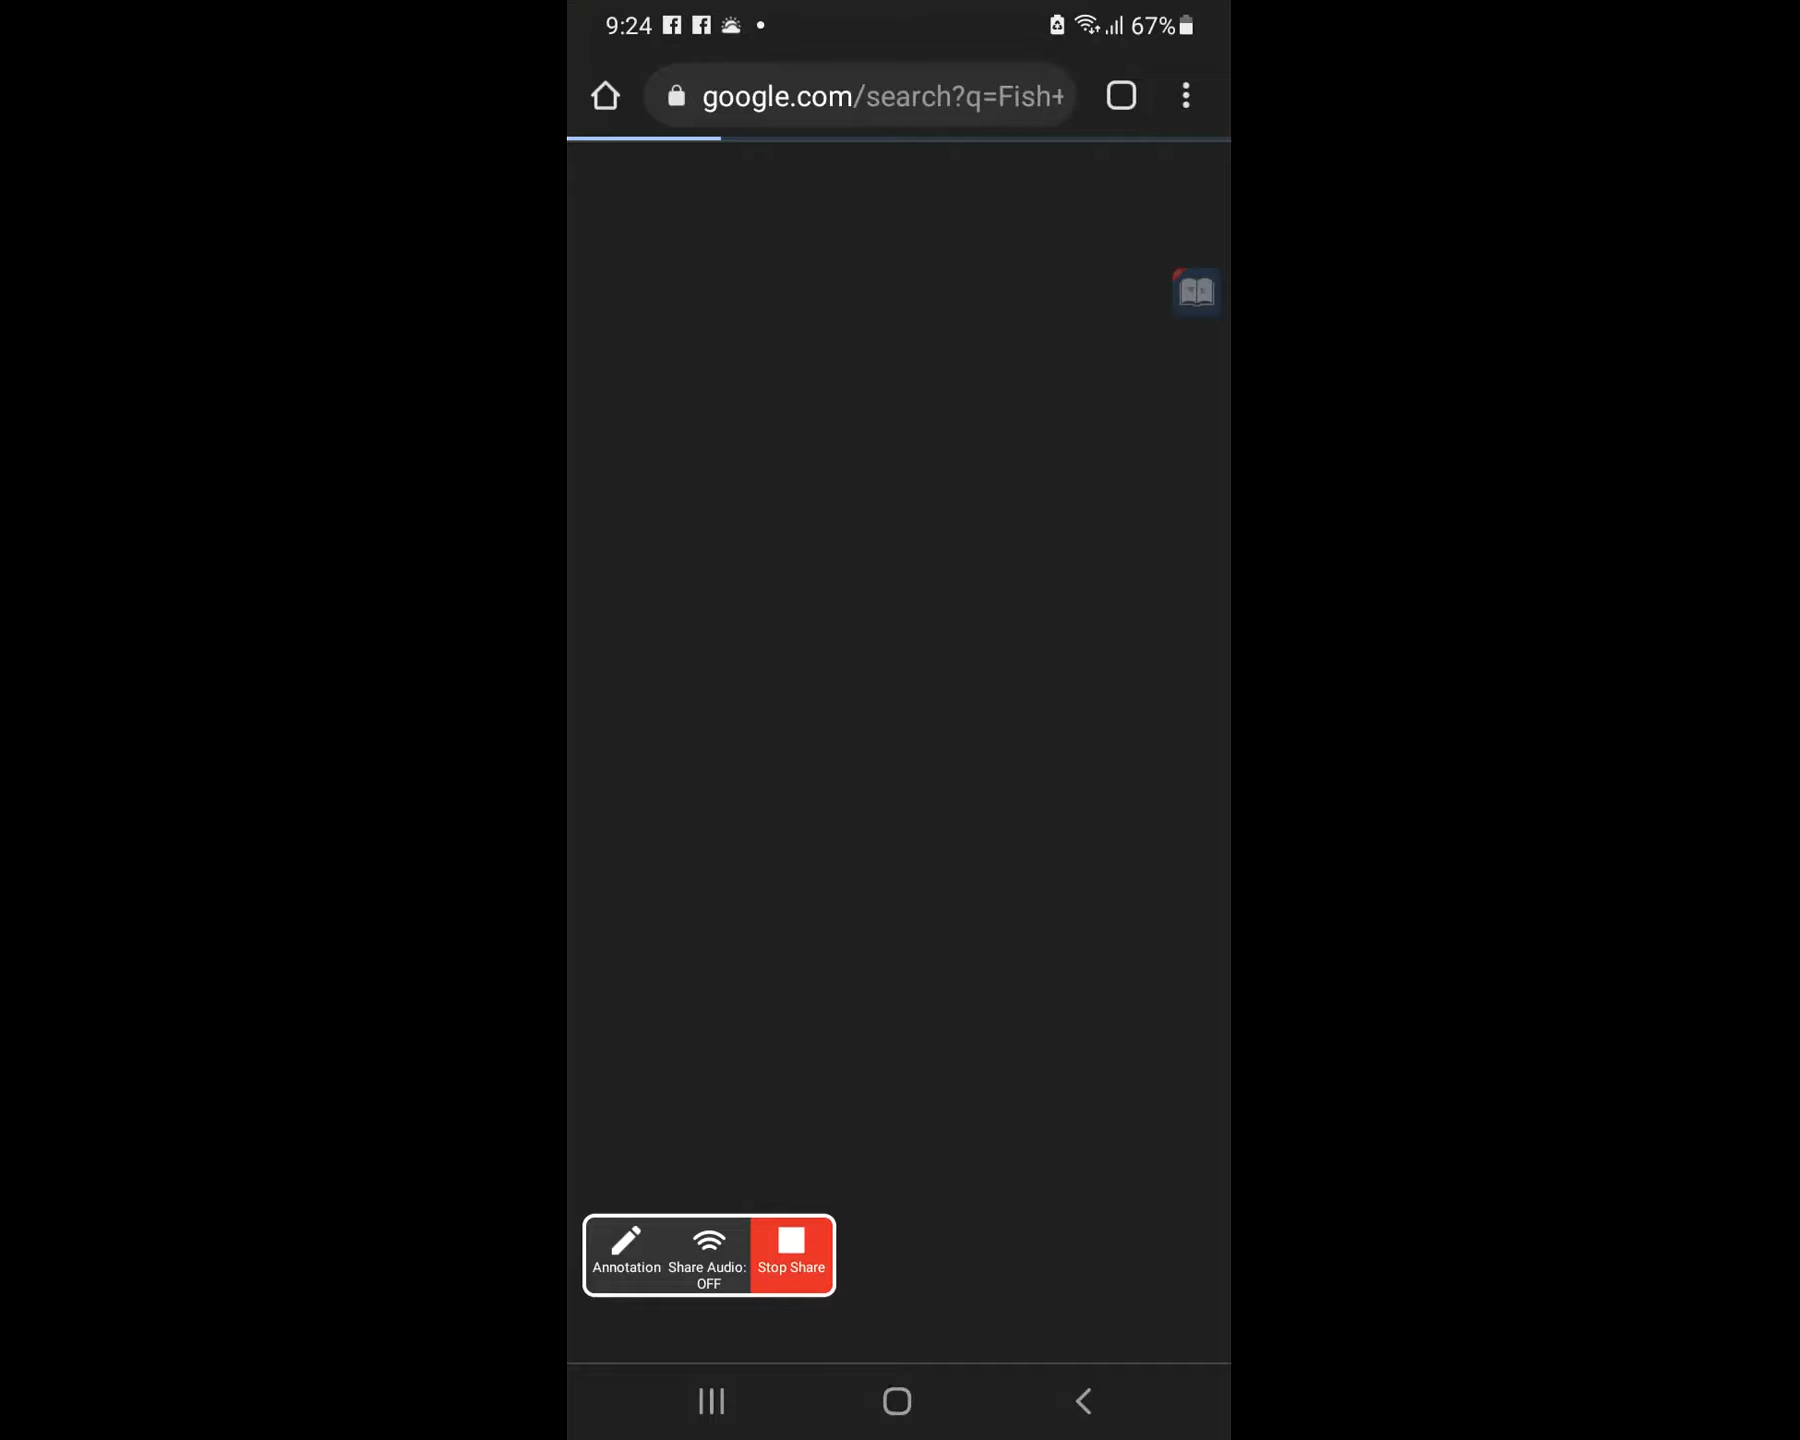 9:24
67%
google.com/search?q=Fish+
Annotation
Share Audio:
OFF
Stop Share